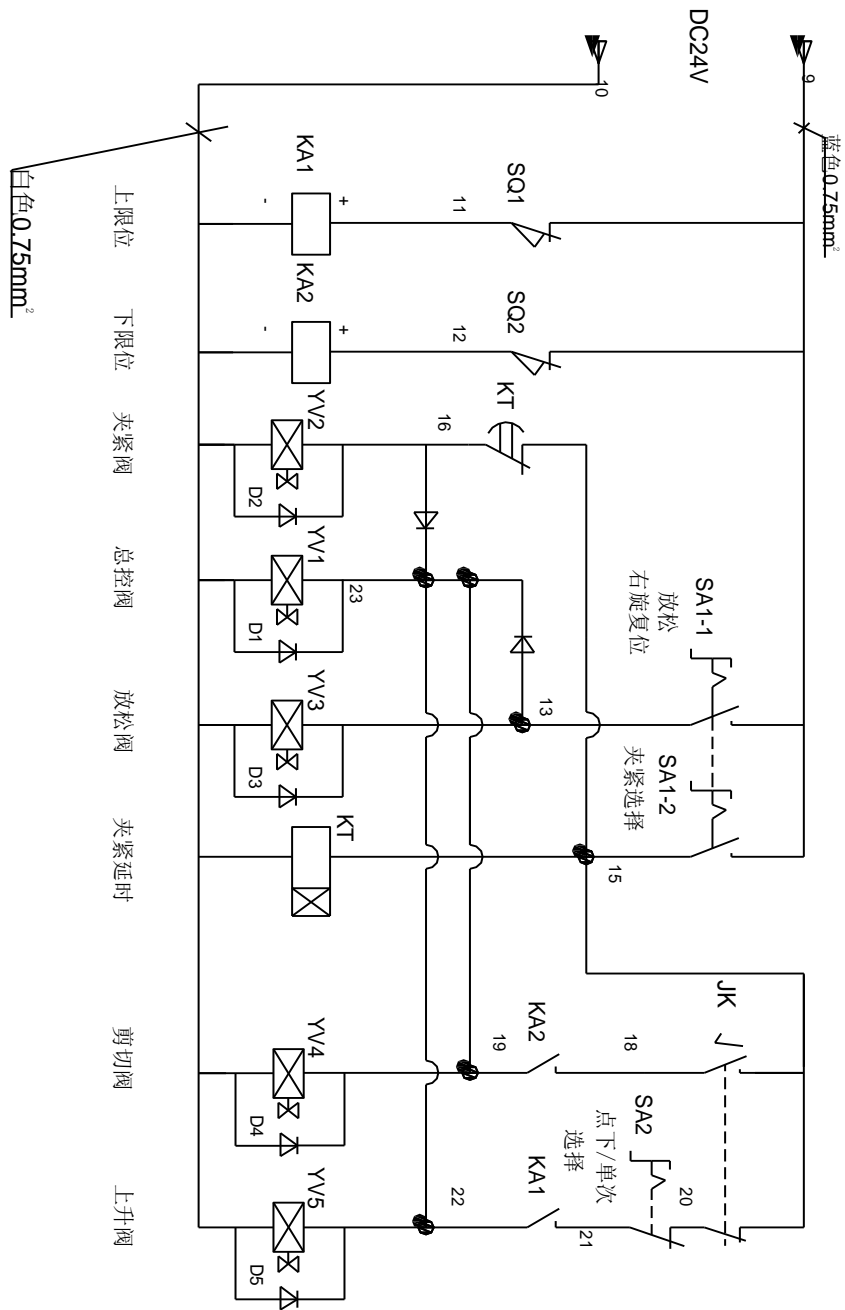 DC24V
9
10
蓝色0.75mm²
白色0.75mm²
SQ1
11
KA1
+
-
上限位
SQ2
12
KA2
+
-
下限位
KT
16
YV2
D2
夹紧阀
YV1
23
D1
总控阀
SA1-1
放松
右旋复位
13
YV3
D3
放松阀
SA1-2
夹紧选择
15
KT
夹紧延时
JK
18
KA2
19
YV4
D4
剪切阀
SA2
点下/单次
选择
20
21
KA1
22
YV5
D5
上升阀